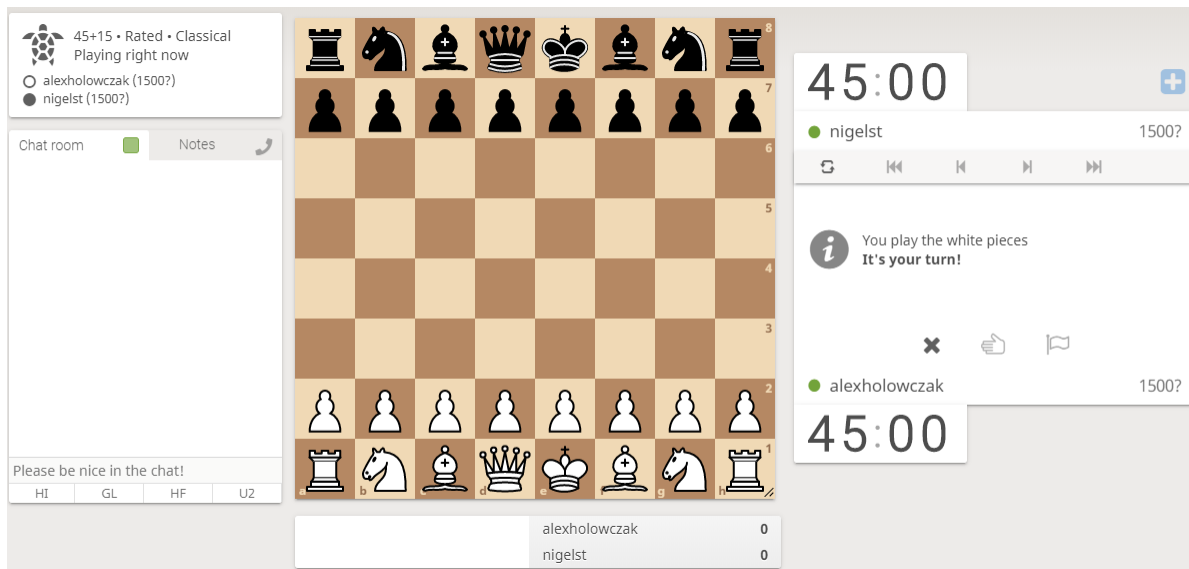 45+15 • Rated • Classical
Playing right now
alexholowczak (1500?)
nigelst (1500?)
Chat room
Notes
Please be nice in the chat!
HI
GL
HF
U2
8
7
6
5
4
3
2
1
a
b
c
d
e
f
g
h
alexholowczak 0
nigelst 0
45:00
nigelst 1500?
You play the white pieces
It's your turn!
alexholowczak 1500?
45:00